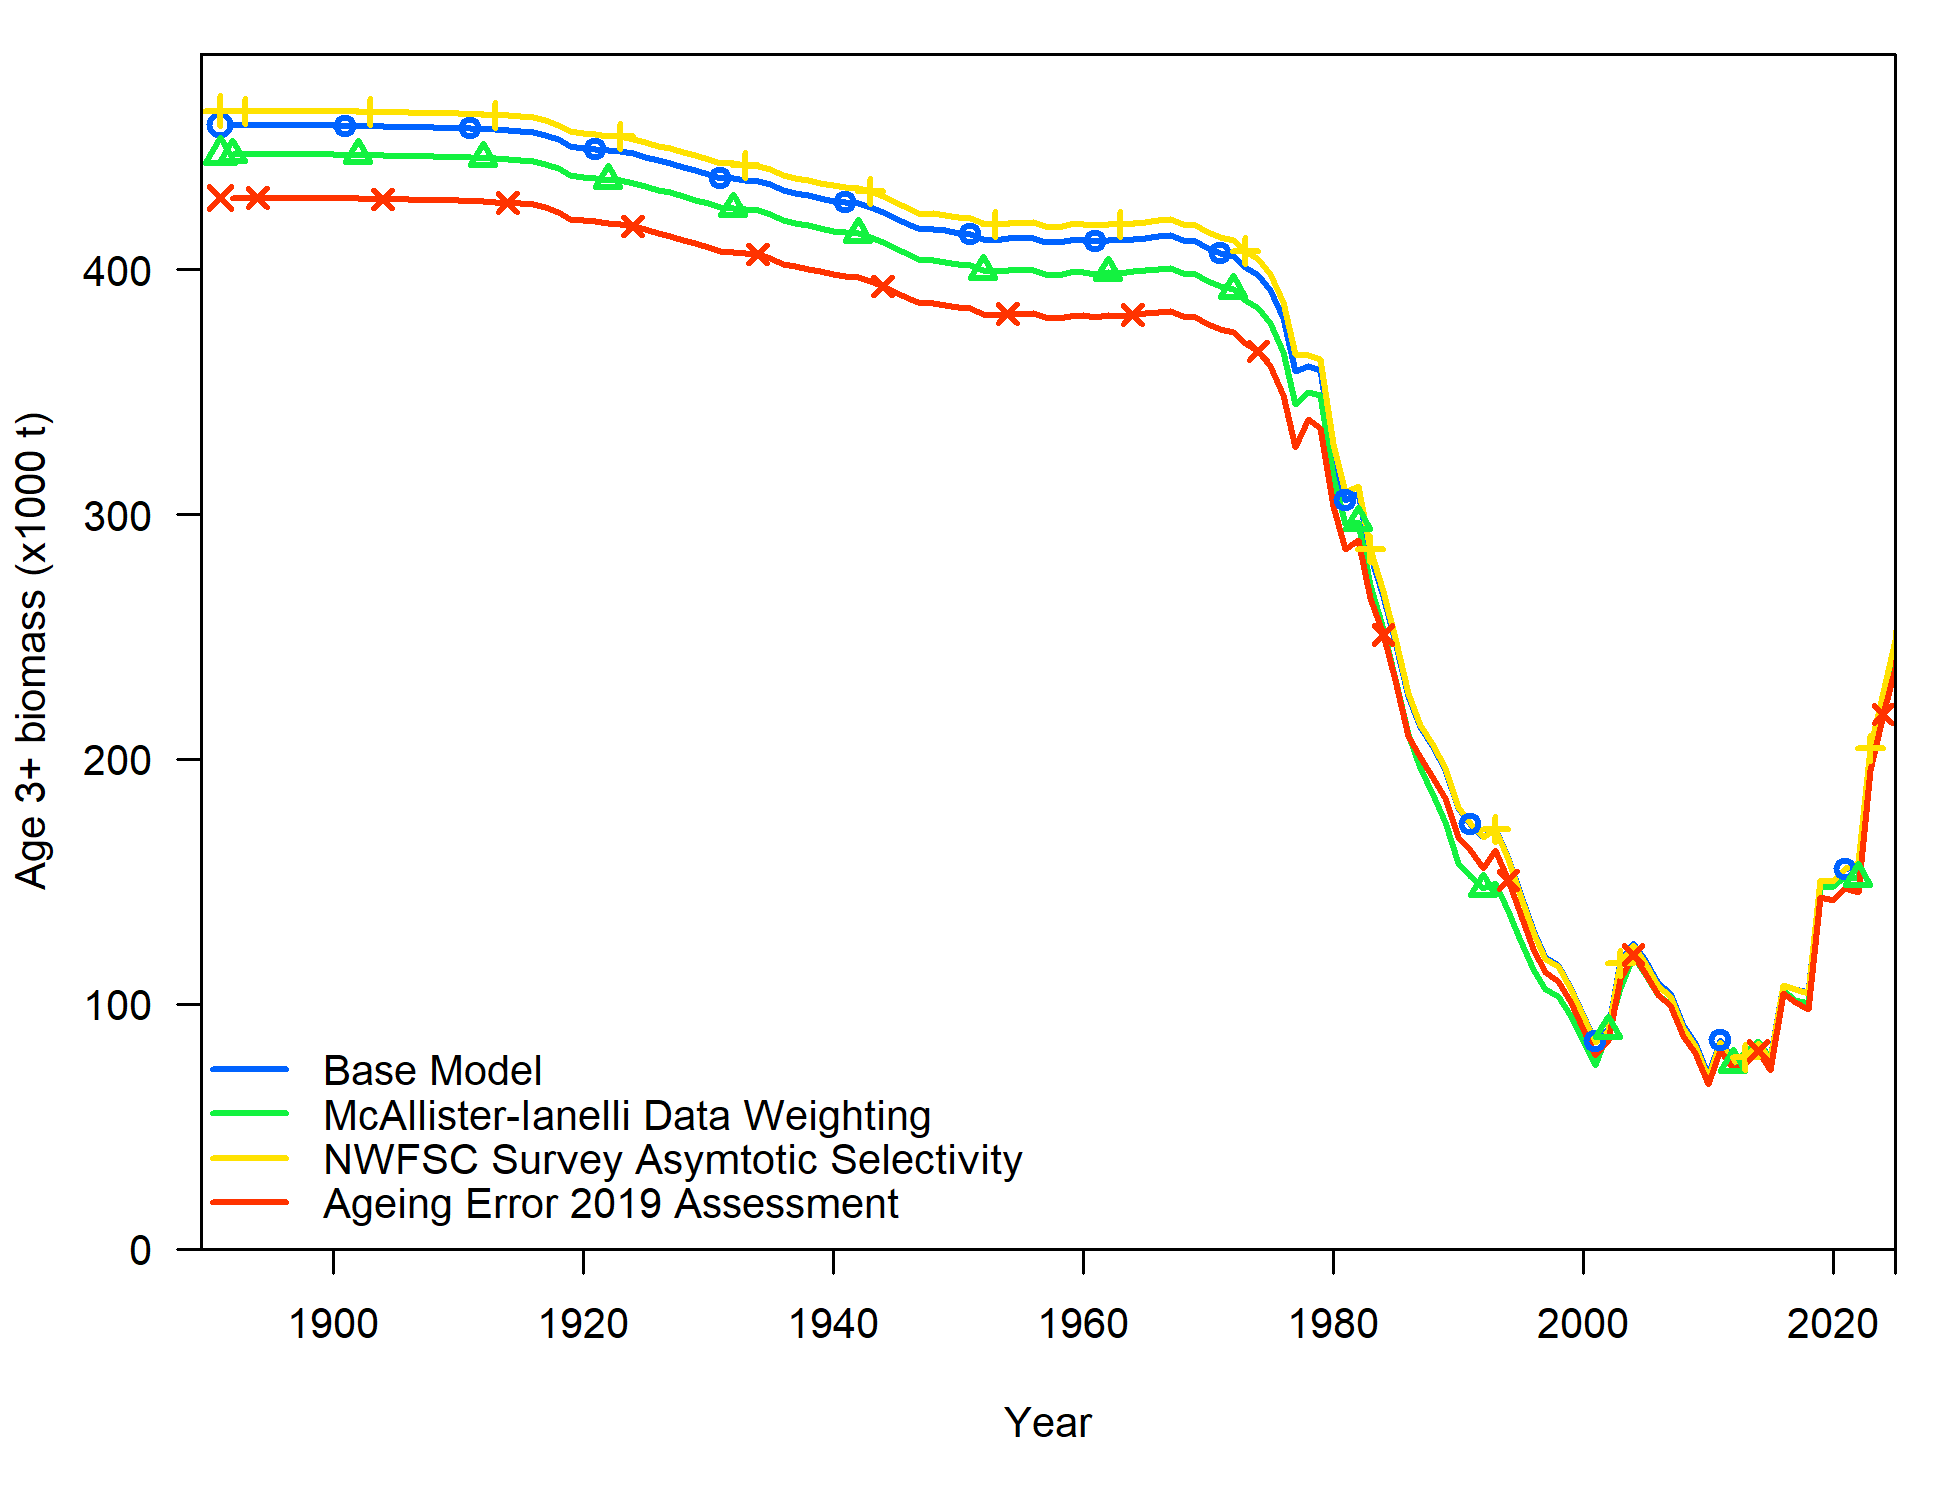 Age 3+ biomass (x1000 t)
400
300
200
100
0
Base Model
McAllister-Ianelli Data Weighting
NWFSC Survey Asymtotic Selectivity
Ageing Error 2019 Assessment
1900 1920 1940 1960 1980 2000 2020
Year